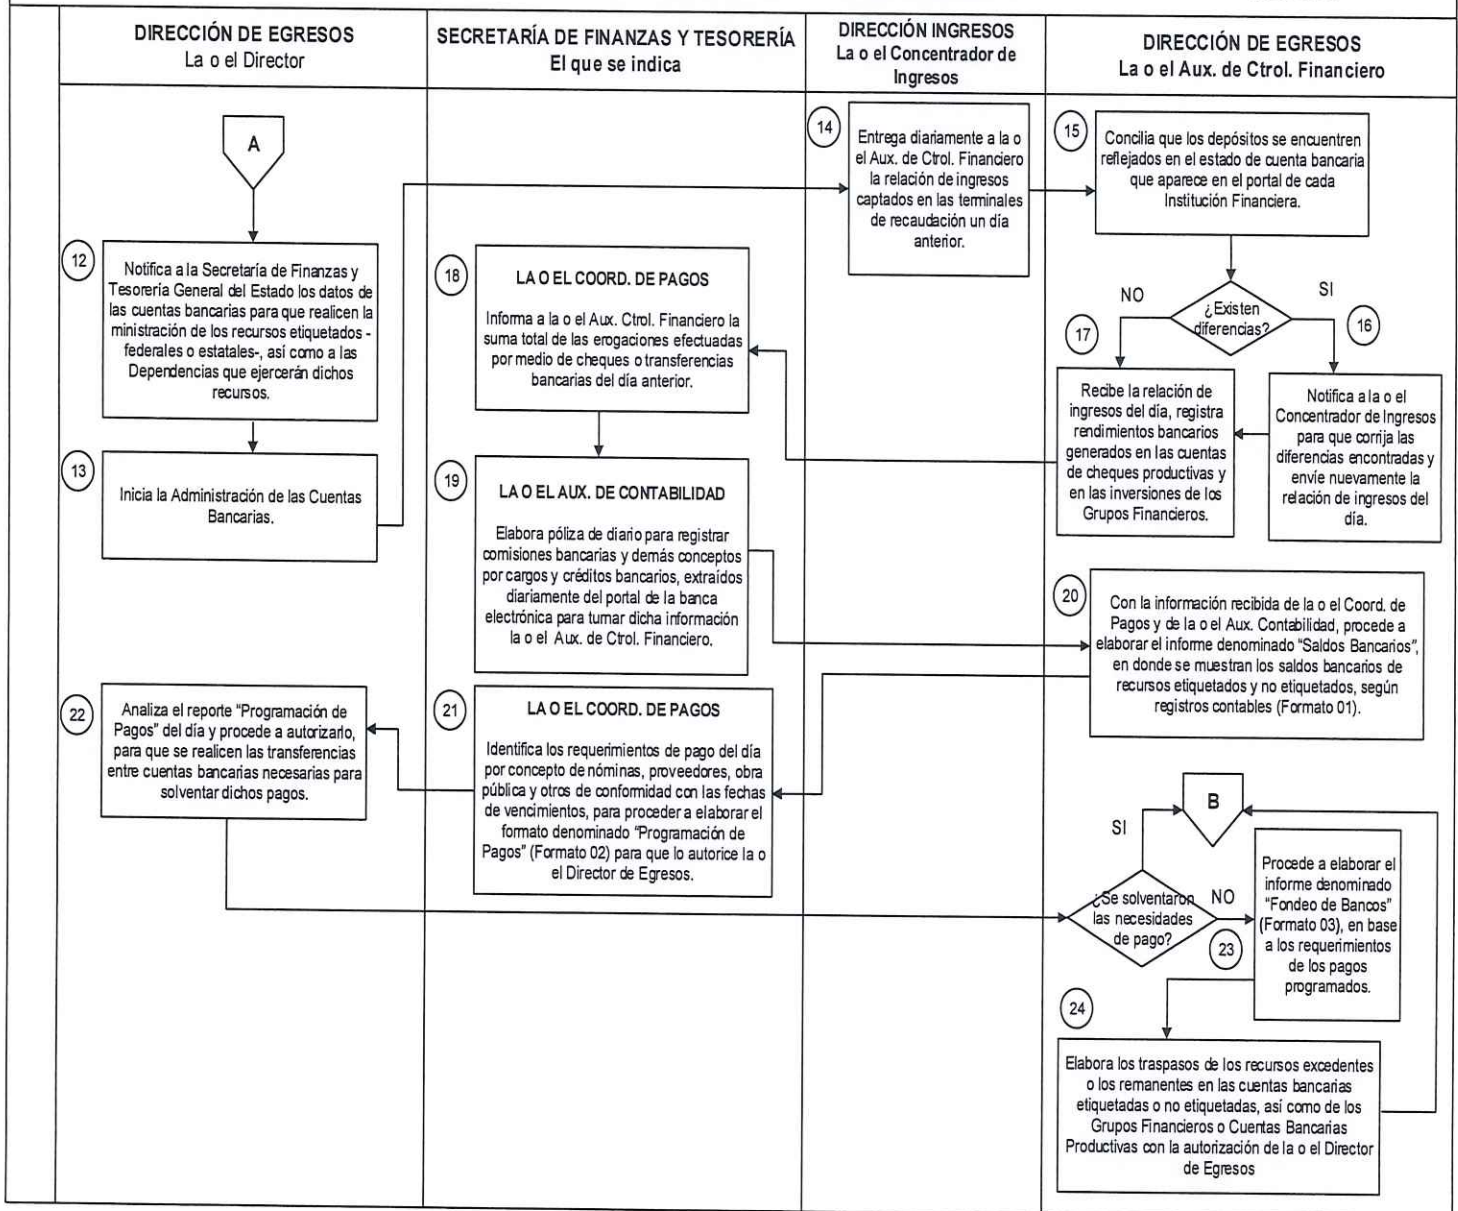 DIRECCIÓN DE EGRESOS
La o el Director
SECRETARÍA DE FINANZAS Y TESORERÍA
El que se indica
DIRECCIÓN INGRESOS
La o el Concentrador de
Ingresos
DIRECCIÓN DE EGRESOS
La o el Aux. de Ctrol. Financiero
A
12
Notifica a la Secretaría de Finanzas y
Tesorería General del Estado los datos de
las cuentas bancarias para que realicen la
ministración de los recursos etiquetados -
federales o estatales-, así como a las
Dependencias que ejercerán dichos
recursos.
13
Inicia la Administración de las Cuentas
Bancarias.
14
Entrega diariamente a la o
el Aux. de Ctrol. Financiero
la relación de ingresos
captados en las terminales
de recaudación un día
anterior.
15
Concilia que los depósitos se encuentren
reflejados en el estado de cuenta bancaria
que aparece en el portal de cada
Institución Financiera.
¿Existen
diferencias?
NO
SI
16
Notifica a la o el
Concentrador de Ingresos
para que corrija las
diferencias encontradas y
envíe nuevamente la
relación de ingresos del
día.
17
Recibe la relación de
ingresos del día, registra
rendimientos bancarios
generados en las cuentas
de cheques productivas y
en las inversiones de los
Grupos Financieros.
18
LA O EL COORD. DE PAGOS
Informa a la o el Aux. Ctrol. Financiero la
suma total de las erogaciones efectuadas
por medio de cheques o transferencias
bancarias del día anterior.
19
LA O EL AUX. DE CONTABILIDAD
Elabora póliza de diario para registrar
comisiones bancarias y demás conceptos
por cargos y créditos bancarios, extraídos
diariamente del portal de la banca
electrónica para turnar dicha información
la o el Aux. de Ctrol. Financiero.
20
Con la información recibida de la o el Coord. de
Pagos y de la o el Aux. Contabilidad, procede a
elaborar el informe denominado “Saldos Bancarios”,
en donde se muestran los saldos bancarios de
recursos etiquetados y no etiquetados, según
registros contables (Formato 01).
21
LA O EL COORD. DE PAGOS
Identifica los requerimientos de pago del día
por concepto de nóminas, proveedores, obra
pública y otros de conformidad con las fechas
de vencimientos, para proceder a elaborar el
formato denominado “Programación de
Pagos” (Formato 02) para que lo autorice la o
el Director de Egresos.
22
Analiza el reporte “Programación de
Pagos” del día y procede a autorizarlo,
para que se realicen las transferencias
entre cuentas bancarias necesarias para
solventar dichos pagos.
¿Se solventaron
las necesidades
de pago?
SI
B
NO
23
Procede a elaborar el
informe denominado
“Fondeo de Bancos”
(Formato 03), en base
a los requerimientos
de los pagos
programados.
24
Elabora los traspasos de los recursos excedentes
o los remanentes en las cuentas bancarias
etiquetadas o no etiquetadas, así como de los
Grupos Financieros o Cuentas Bancarias
Productivas con la autorización de la o el Director
de Egresos